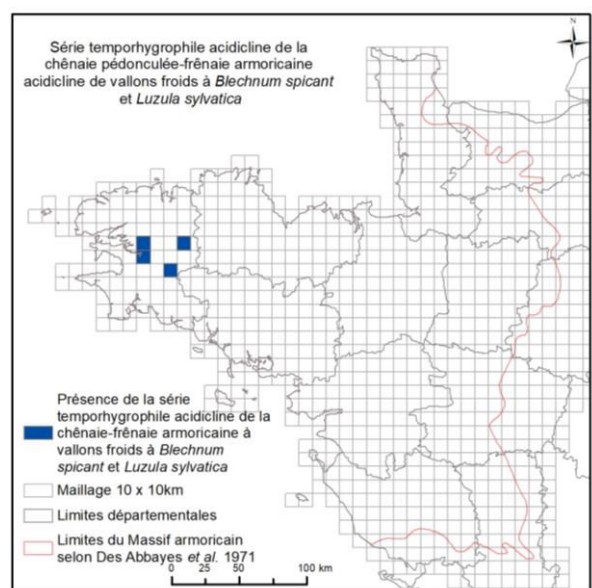 N
Série temporhygrophile acidicline de la
chênaie pédonculée-frênaie armoricaine
acidicline de vallons froids à Blechnum spicant
et Luzula sylvatica
Présence de la série
temporhygrophile acidicline de la
chênaie-frênaie armoricaine à
vallons froids à Blechnum
spicant et Luzula sylvatica
Maillage 10 x 10km
Limites départementales
Limites du Massif armoricain
selon Des Abbayes et al. 1971
0 25 50 100 km